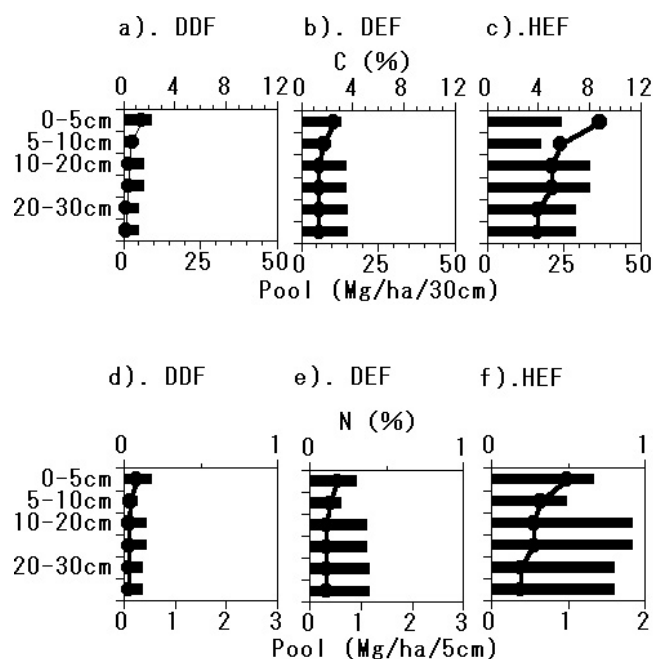 a). DDF b). DEF c).HEF
C (%)
0 4 8 12 0 4 8 12 0 4 8 12
0-5cm
5-10cm
10-20cm
20-30cm
0 25 50 0 25 50 0 25 50
Pool (Mg/ha/30cm)
d). DDF e). DEF f).HEF
N (%)
0 1 0 1 0 1
0-5cm
5-10cm
10-20cm
20-30cm
0 1 2 3 0 1 2 3 0 1 2
Pool (Mg/ha/5cm)